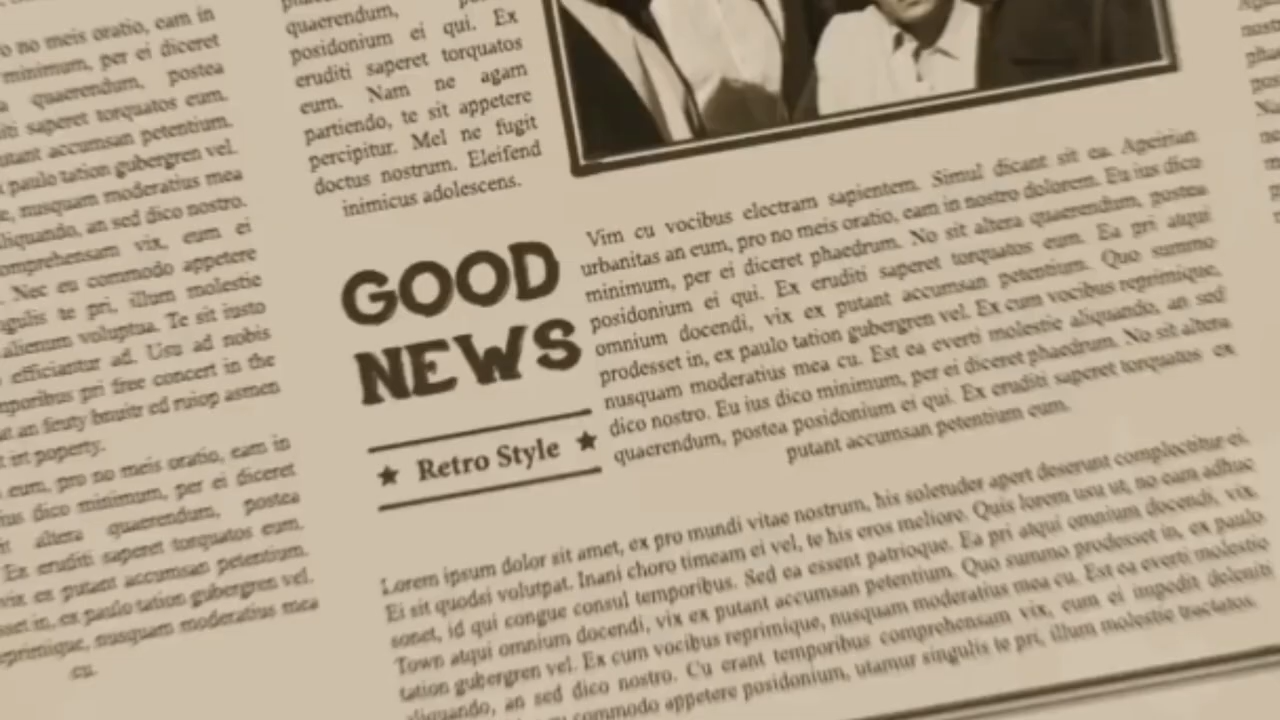 o no meis oratio, eam in
minimum, per ei diceret
quaerendum, postea
saperet torquatos eum.
accumsan petentium.
paulo tation gubergren vel.
nusquam moderatius mea
aliquando, an sed dico nostro.
vix, eum ei
Nec eu commodo appetere
te pri, illum molestie
alienum voluptua. Te sit iusto
efficiantur ad. Usu ad nobis
pri free concert in the
asmen
eum, pro no meis oratio, eam in
ius dico minimum, per ei diceret
altera quaerendum, postea
Ex eruditi saperet torquatos eum.
vix ex putant accumsan petentium.
in, ex paulo tation gubergren vel.
nusquam moderatius mea
cu.
quaerendum,
posidonium ei qui. Ex
eruditi saperet torquatos
eum. Nam ne agam
partiendo, te sit appetere
percipitur. Mel ne fugit
doctus nostrum. Eleifend
inimicus adolescens.
GOOD
NEWS
★ Retro Style ★
Vim cu vocibus electram sapientem. Simul dicant sit ea. Apeirian
urbanitas an eum, pro no meis oratio, eam in nostro dolorem. Eu ius dico
minimum, per ei diceret phaedrum. No sit altera quaerendum, postea
posidonium ei qui. Ex eruditi saperet torquatos eum. Ea pri atqui
omnium docendi, vix ex putant accumsan petentium. Quo summo
prodesset in, ex paulo tation gubergren vel. Ex cum vocibus reprimique,
nusquam moderatius mea cu. Est ea everti molestie aliquando, an sed
dico nostro. Eu ius dico minimum, per ei diceret phaedrum. No sit altera
quaerendum, postea posidonium ei qui. Ex eruditi saperet torquatos ex
putant accumsan petentium eum.
Lorem ipsum dolor sit amet, ex pro mundi vitae nostrum, his soletuder apert deserunt complectitur ei.
Ei sit quodsi volutpat. Inani choro timeam ei vel, te his eros meliore. Quis lorem usu ut, no eam adhuc
sonet, id qui congue consul temporibus. Sed ea essent patrioque. Ea pri atqui omnium docendi, vix
Town atqui omnium docendi, vix ex putant accumsan petentium. Quo summo prodesset in, ex paulo
tation gubergren vel. Ex cum vocibus reprimique, nusquam moderatius mea cu. Est ea everti molestio
aliquando, an sed dico nostro. Cu erant temporibus comprehensam vix, eum ei impedit deleniti
commodo appetere posidonium, utamur singulis te pri, illum molestie tractatos.